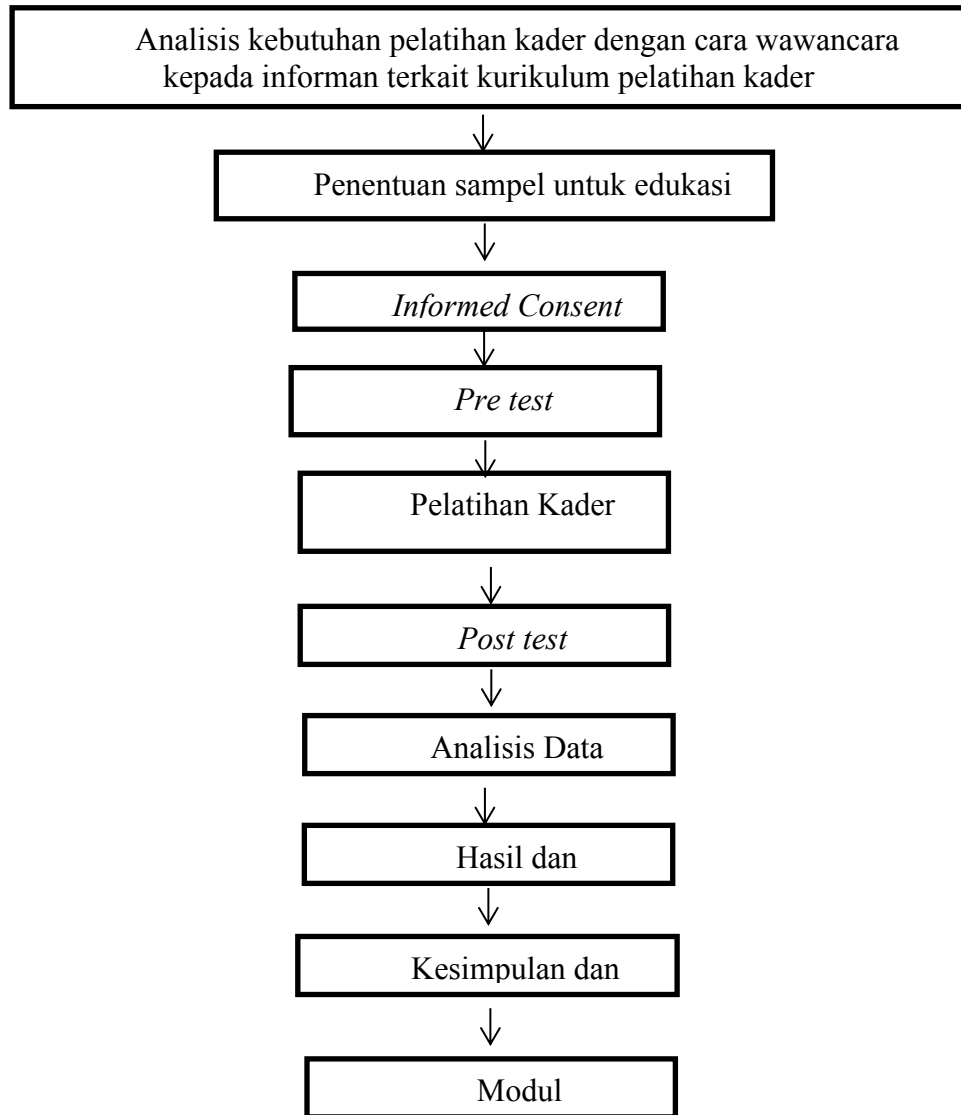 Analisis kebutuhan pelatihan kader dengan cara wawancara
kepada informan terkait kurikulum pelatihan kader
Penentuan sampel untuk edukasi
Informed Consent
Pre test
Pelatihan Kader
Post test
Analisis Data
Hasil dan
Kesimpulan dan
Modul